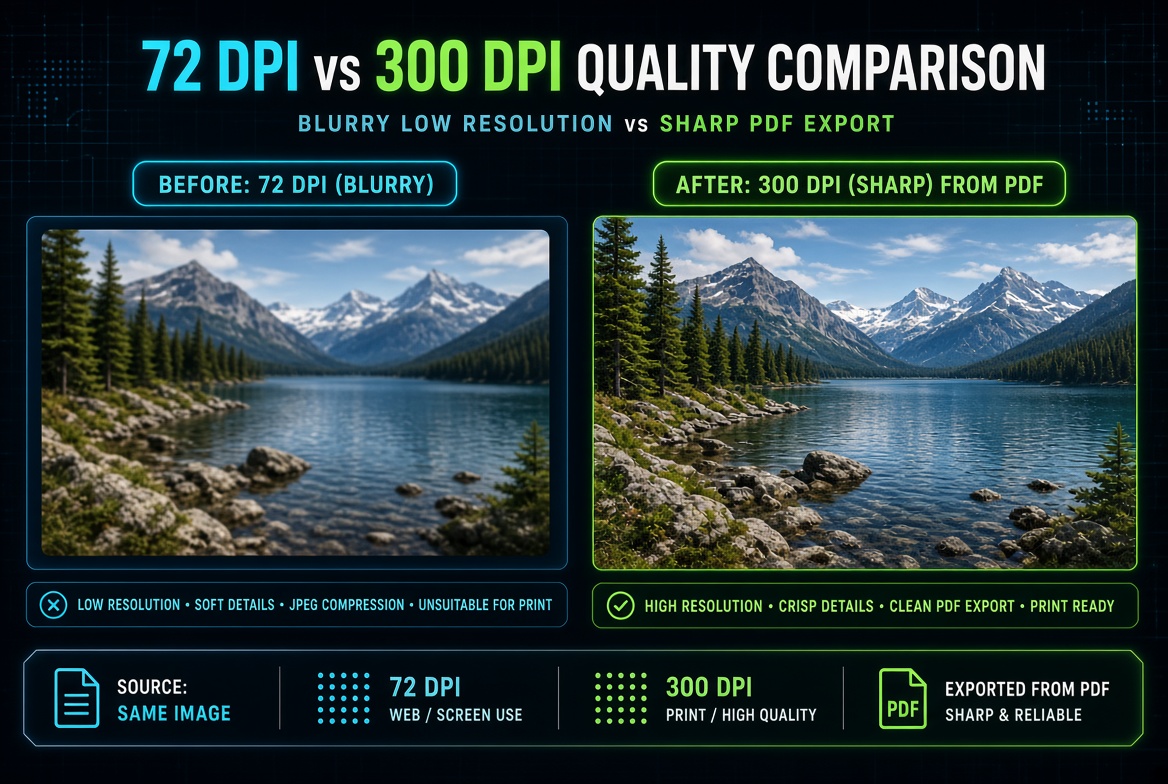 72 DPI vs 300 DPI QUALITY COMPARISON
BLURRY LOW RESOLUTION vs SHARP PDF EXPORT
BEFORE: 72 DPI (BLURRY)
AFTER: 300 DPI (SHARP) FROM PDF
LOW RESOLUTION • SOFT DETAILS • JPEG COMPRESSION • UNSUITABLE FOR PRINT
HIGH RESOLUTION • CRISP DETAILS • CLEAN PDF EXPORT • PRINT READY
SOURCE:
SAME IMAGE
72 DPI
WEB / SCREEN USE
300 DPI
PRINT / HIGH QUALITY
PDF
EXPORTED FROM PDF
SHARP & RELIABLE